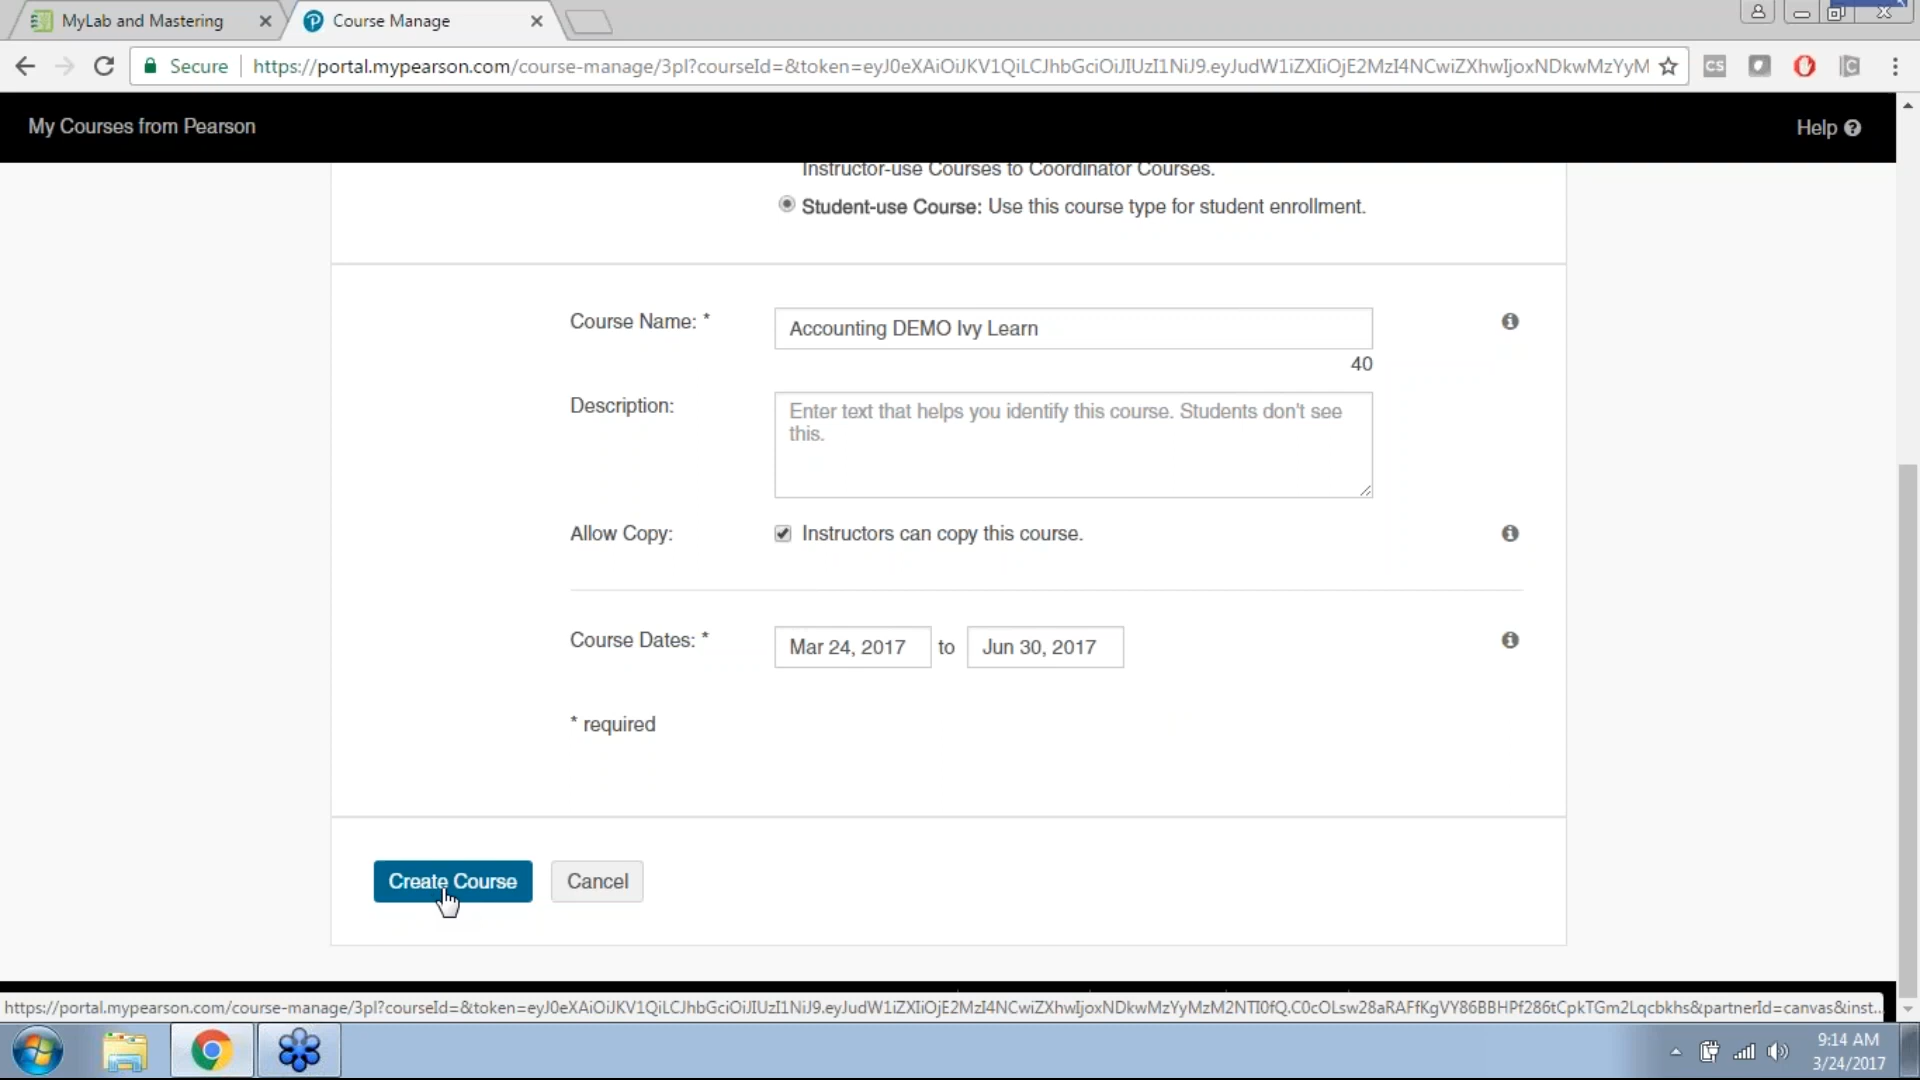 MyLab and Mastering
Course Manage
Secure
https://portal.mypearson.com/course-manage/3pl?courseId=&token=eyJ0eXAiOiJKV1QiLCJhbGciOiJIUzI1NiJ9.eyJudW1iZXIiOjE2MzI4NCwiZXhwIjoxNDkwMzYyM
CS
My Courses from Pearson
Help ?
Instructor-use Courses to Coordinator Courses.
Student-use Course: Use this course type for student enrollment.
Course Name: *
Accounting DEMO Ivy Learn
40
Description:
Enter text that helps you identify this course. Students don't see
this.
Allow Copy:
Instructors can copy this course.
Course Dates: *
Mar 24, 2017 to Jun 30, 2017
* required
Create Course
Cancel
https://portal.mypearson.com/course-manage/3pl?courseId=&token=eyJ0eXAiOiJKV1QiLCJhbGciOiJIUzI1NiJ9.eyJudW1iZXIiOjE2MzI4NCwiZXhwIjoxNDkwMzYyMzM2NTI0fQ.C0cOLsw28aRAFfKgVY86BBHPf286tCpkTGm2Lqcbkhs&partnerId=canvas&inst...
9:14 AM
3/24/2017